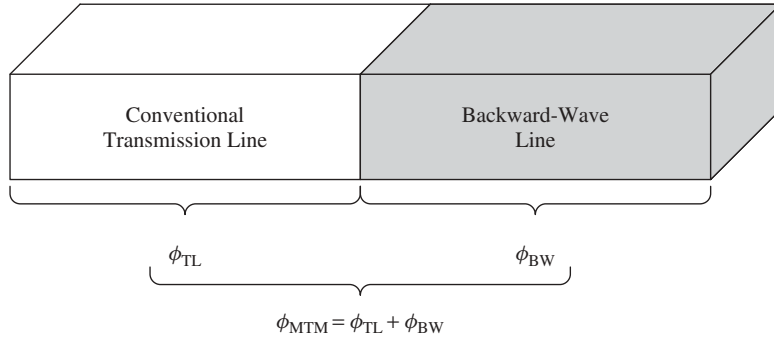 Conventional
Transmission Line
Backward-Wave
Line
ϕTL
ϕBW
ϕMTM = ϕTL + ϕBW